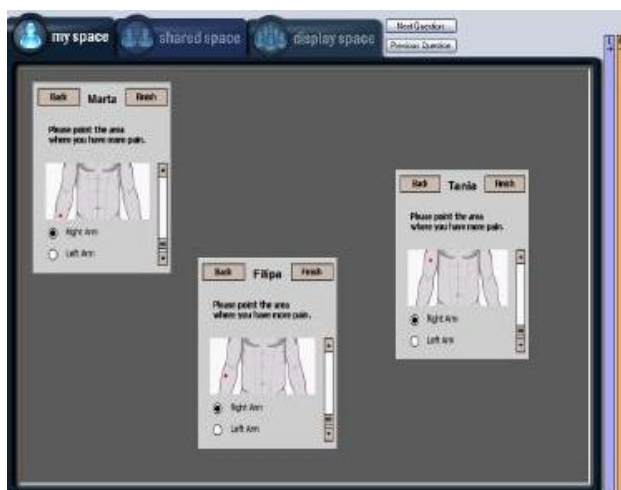 my space
shared space
display space
Next Question
Previous Question
Back Marta Finish
Please point the area
where you have more pain.
Right Arm
Left Arm
Back Tania Finish
Please point the area
where you have more pain.
Right Arm
Left Arm
Back Filipa Finish
Please point the area
where you have more pain.
Right Arm
Left Arm